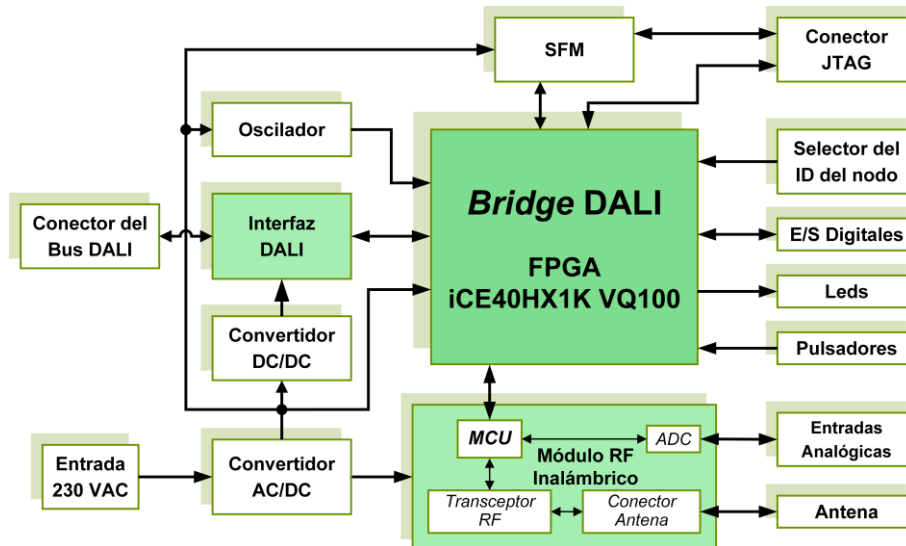 SFM
Conector
JTAG
Oscilador
Selector del
ID del nodo
Conector del
Bus DALI
Interfaz
DALI
Bridge DALI
FPGA
iCE40HX1K VQ100
E/S Digitales
Leds
Convertidor
DC/DC
Pulsadores
Entrada
230 VAC
Convertidor
AC/DC
MCU
ADC
Módulo RF
Inalámbrico
Transceptor
RF
Conector
Antena
Entradas
Analógicas
Antena